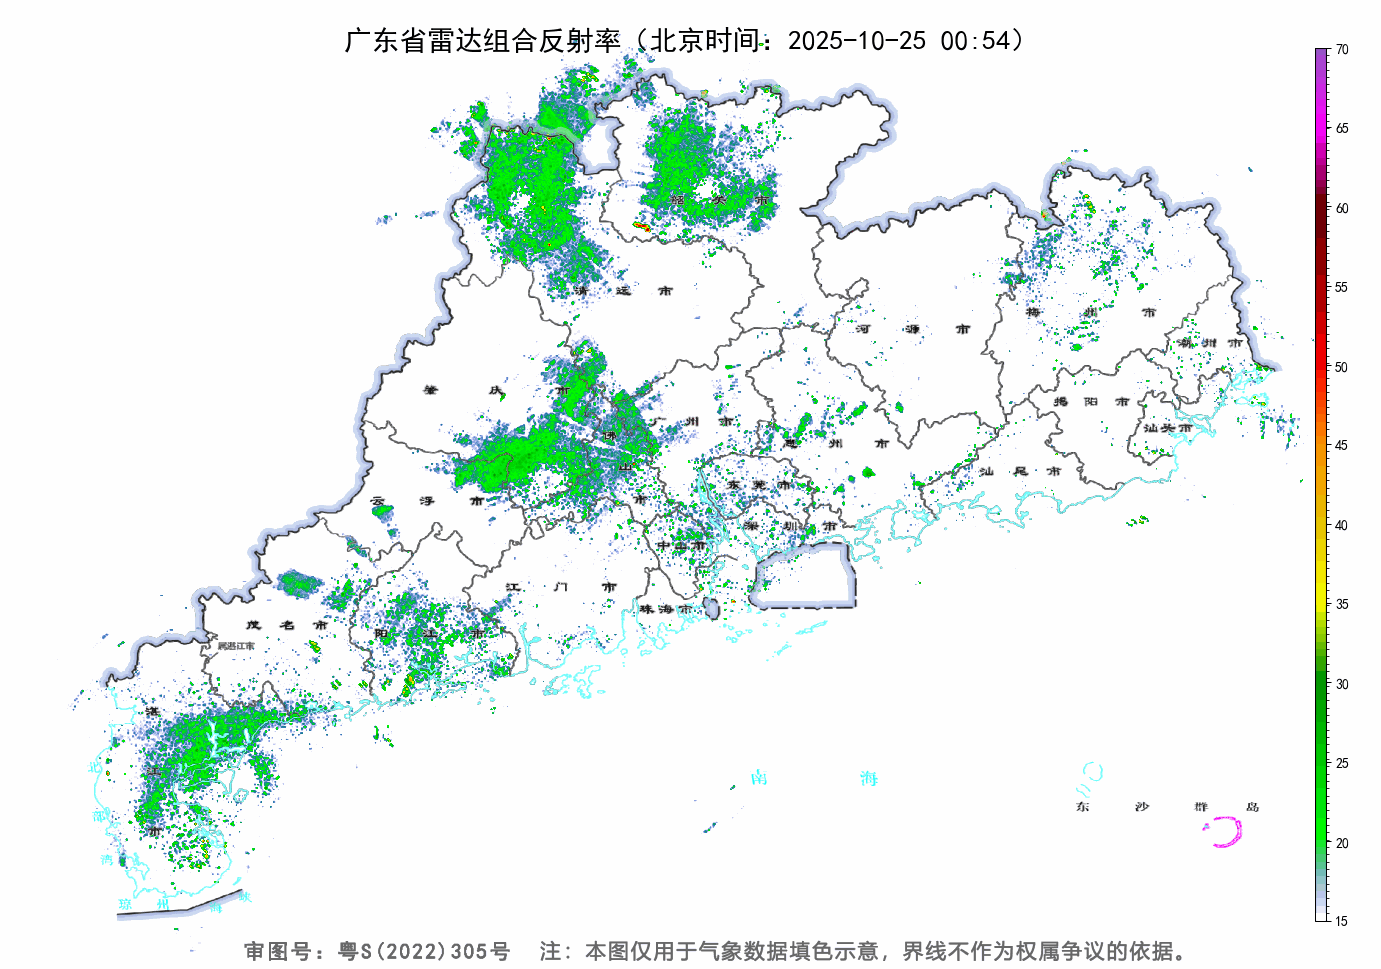 广东省雷达组合反射率（北京时间：2025-10-25 00:54）
70
65
60
55
50
45
40
35
30
25
20
15
韶 关 市
清 远 市
河 源 市
梅 州 市
潮 州 市
肇 庆 市
广 州 市
佛 山 市
惠 州 市
揭 阳 市
汕头市
汕 尾 市
东 莞 市
云 浮 市
深 圳 市
中山市
江 门 市
珠海市
茂 名 市
阳 江 市
属湛江市
湛 江 市
北 部 湾
南 海
东 沙 群 岛
琼 州 海 峡
审图号：粤S(2022)305号 注：本图仅用于气象数据填色示意，界线不作为权属争议的依据。